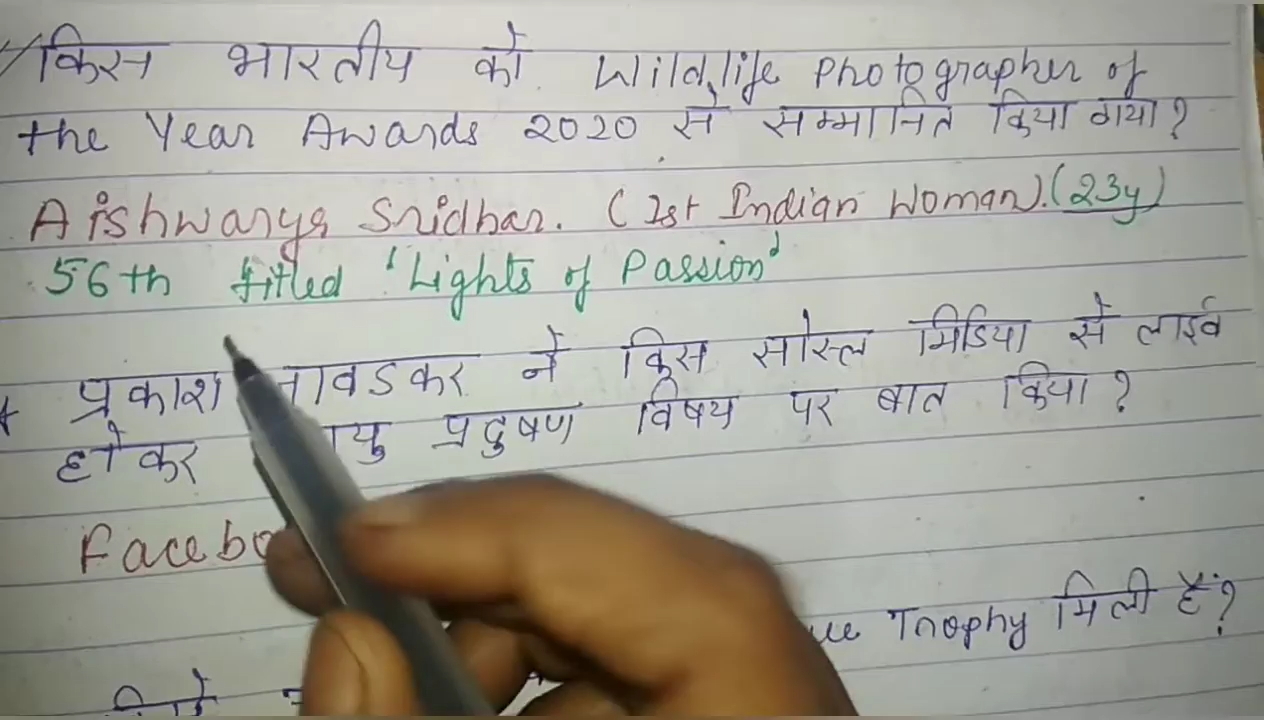 किस भारतीय को Wildlife Photographer of
the Year Awards 2020 से सम्मानित किया गया?
Aishwarya Sridhar. (1st Indian Woman).(23y)
56th titled 'Lights of Passion'
प्रकाश जावडकर ने किस सोस्ल मिडिया से लाईव
होकर प्रदुषण विषय पर बात किया?
Trophy मिली है?